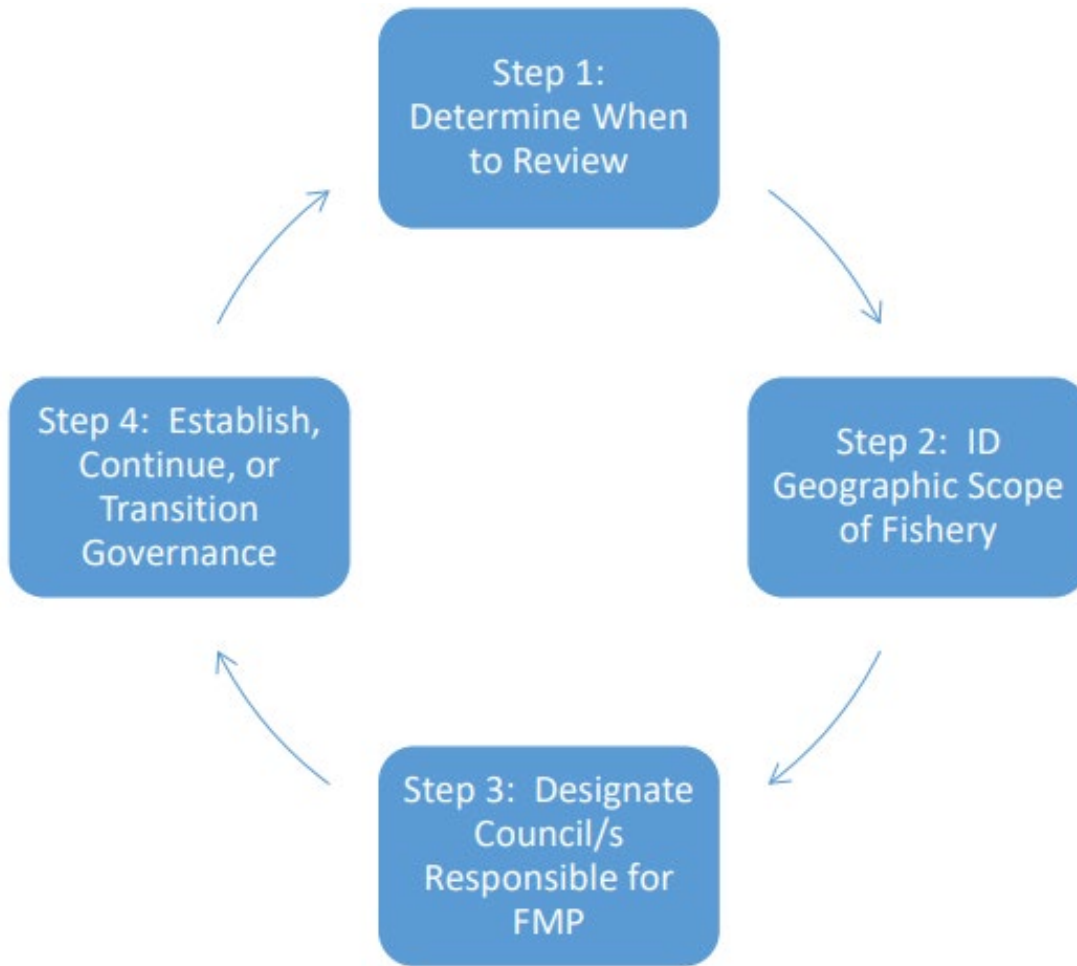 Step 1:
Determine When
to Review
Step 2:  ID
Geographic Scope
of Fishery
Step 3:  Designate
Council/s
Responsible for
FMP
Step 4:  Establish,
Continue, or
Transition
Governance